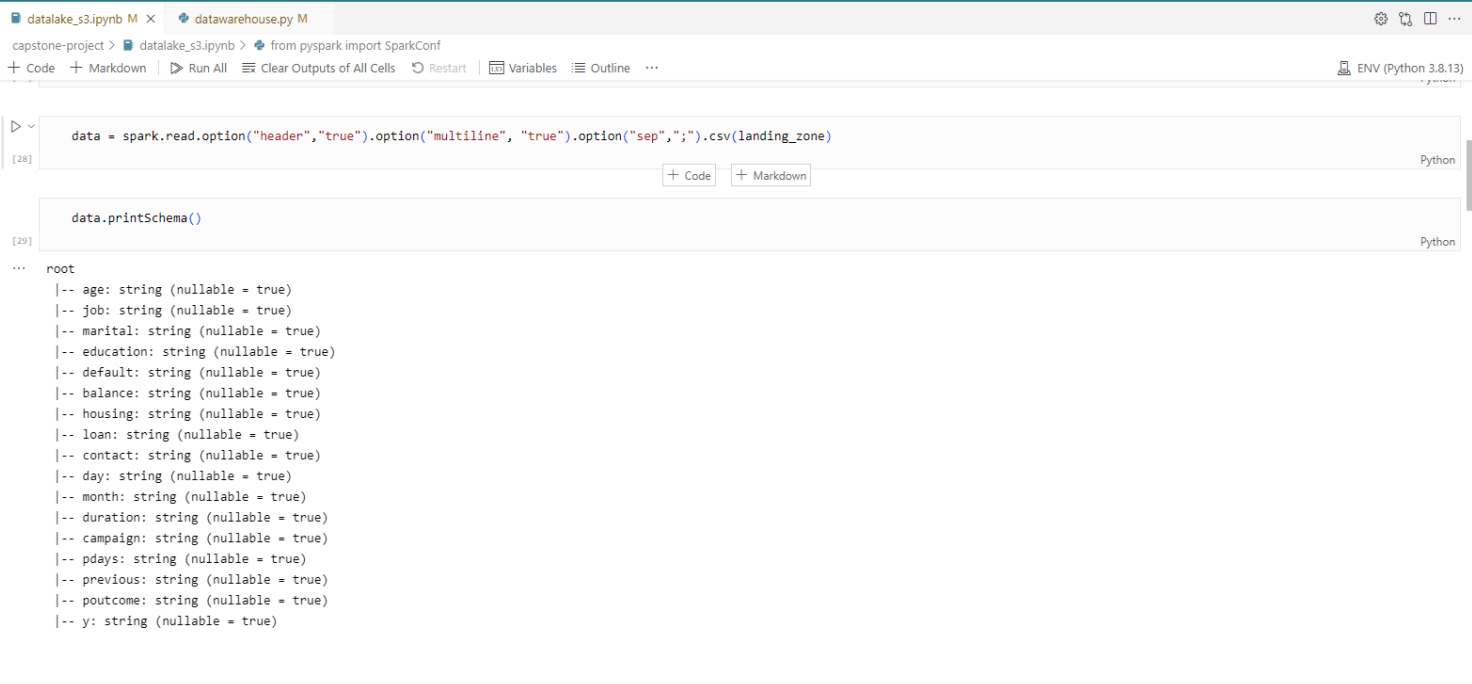 datalake_s3.ipynb M
datawarehouse.py M
capstone-project > datalake_s3.ipynb > from pyspark import SparkConf
+ Code + Markdown Run All Clear Outputs of All Cells Restart Variables Outline ... ENV (Python 3.8.13)
data = spark.read.option("header","true").option("multiline", "true").option("sep",";").csv(landing_zone)
[28]
Python
+ Code + Markdown
data.printSchema()
[29]
Python
... root
|-- age: string (nullable = true)
|-- job: string (nullable = true)
|-- marital: string (nullable = true)
|-- education: string (nullable = true)
|-- default: string (nullable = true)
|-- balance: string (nullable = true)
|-- housing: string (nullable = true)
|-- loan: string (nullable = true)
|-- contact: string (nullable = true)
|-- day: string (nullable = true)
|-- month: string (nullable = true)
|-- duration: string (nullable = true)
|-- campaign: string (nullable = true)
|-- pdays: string (nullable = true)
|-- previous: string (nullable = true)
|-- poutcome: string (nullable = true)
|-- y: string (nullable = true)